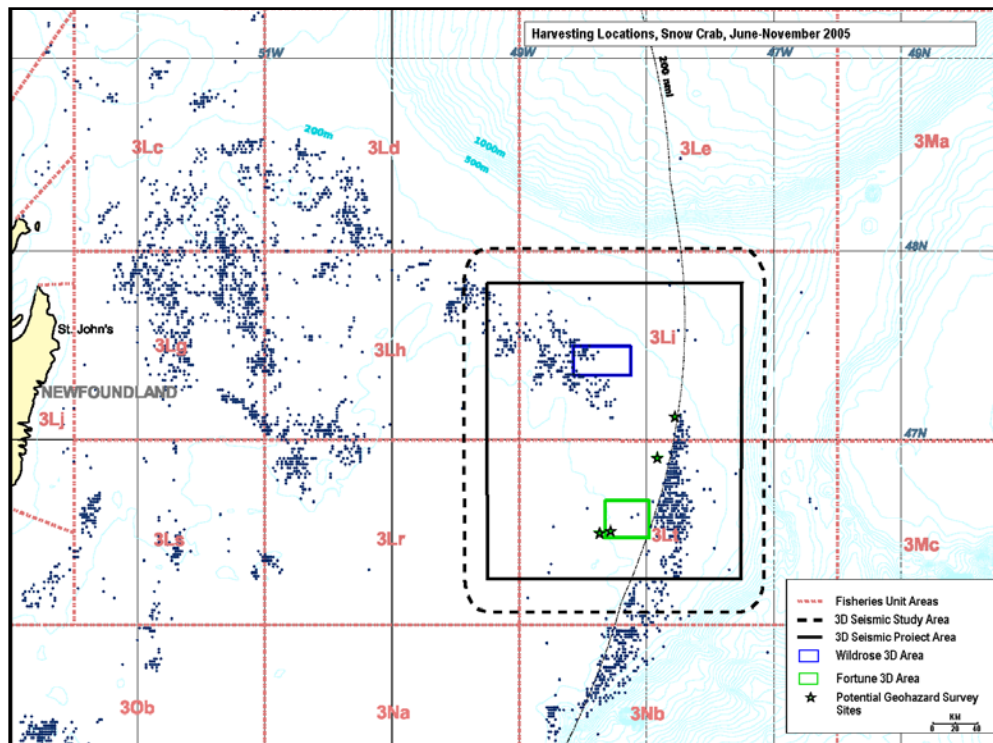 Harvesting Locations, Snow Crab, June-November 2005
51W
49W
47W
49N
200 nmi
200m
3Lc
3Ld
1000m
500m
3Le
3Ma
48N
St. John's
3Lg
3Lh
3Li
NEWFOUNDLAND
3Lj
47N
3Ls
3Lr
3Lt
3Mc
3Ob
3Na
3Nb
Fisheries Unit Areas
3D Seismic Study Area
3D Seismic Project Area
Wildrose 3D Area
Fortune 3D Area
Potential Geohazard Survey
Sites
KM
0 20 40